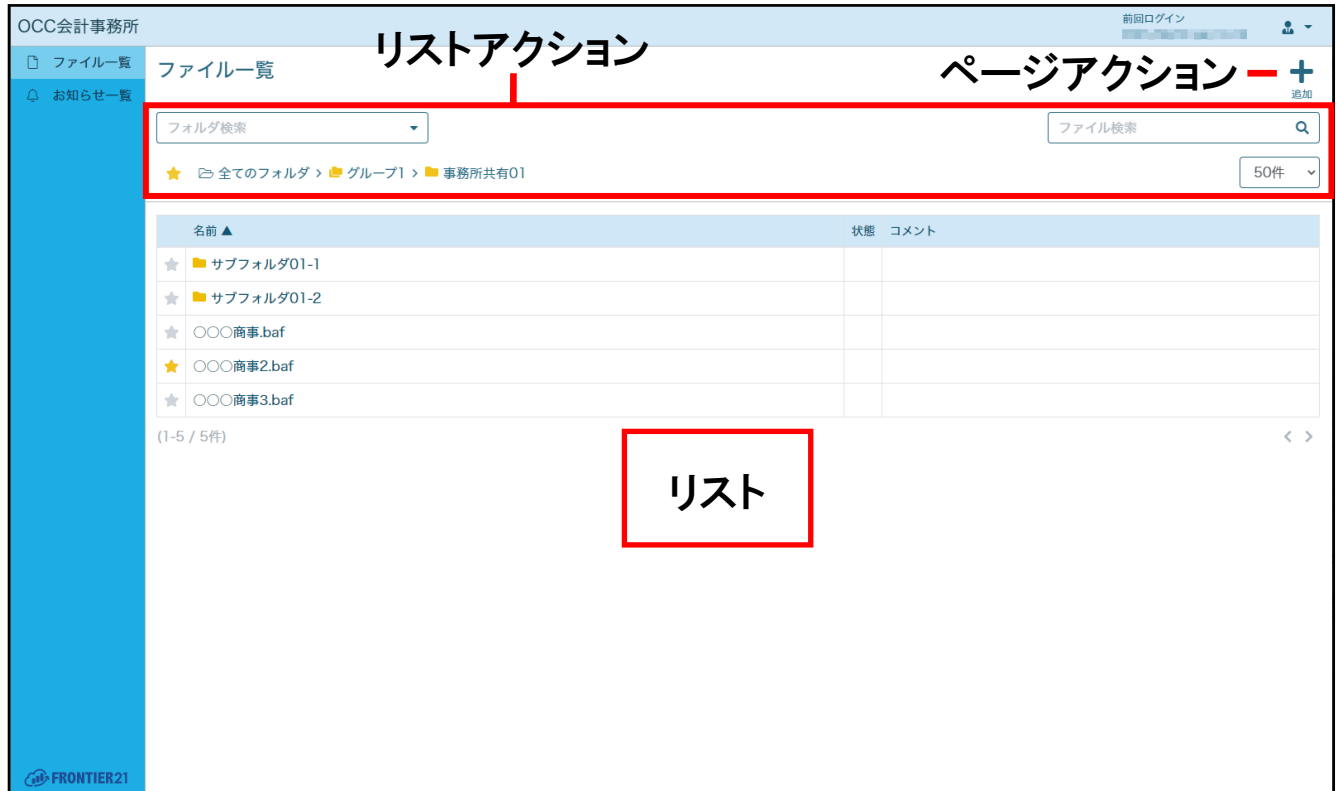 OCC会計事務所
前回ログイン
ファイル一覧
お知らせ一覧
ファイル一覧
リストアクション
ページアクション
追加
フォルダ検索
ファイル検索
全てのフォルダ > グループ1 > 事務所共有01
50件
名前▲ 状態 コメント
サブフォルダ01-1
サブフォルダ01-2
○○○商事.baf
○○○商事2.baf
○○○商事3.baf
(1-5 / 5件) < >
リスト
FRONTIER21